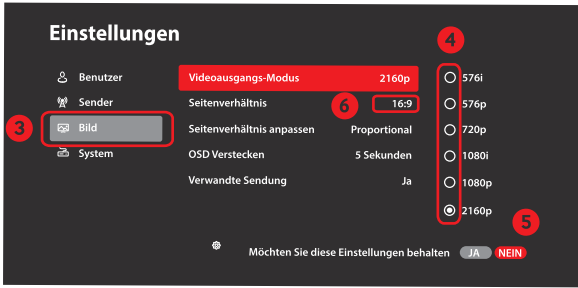 Einstellungen
4
Benutzer
Videoausgangs-Modus 2160p
576i
Sender
Seitenverhältnis 6 16:9
576p
3 Bild
Seitenverhältnis anpassen Proportional
720p
System
OSD Verstecken 5 Sekunden
1080i
Verwandte Sendung Ja
1080p
2160p
5
Möchten Sie diese Einstellungen behalten JA NEIN